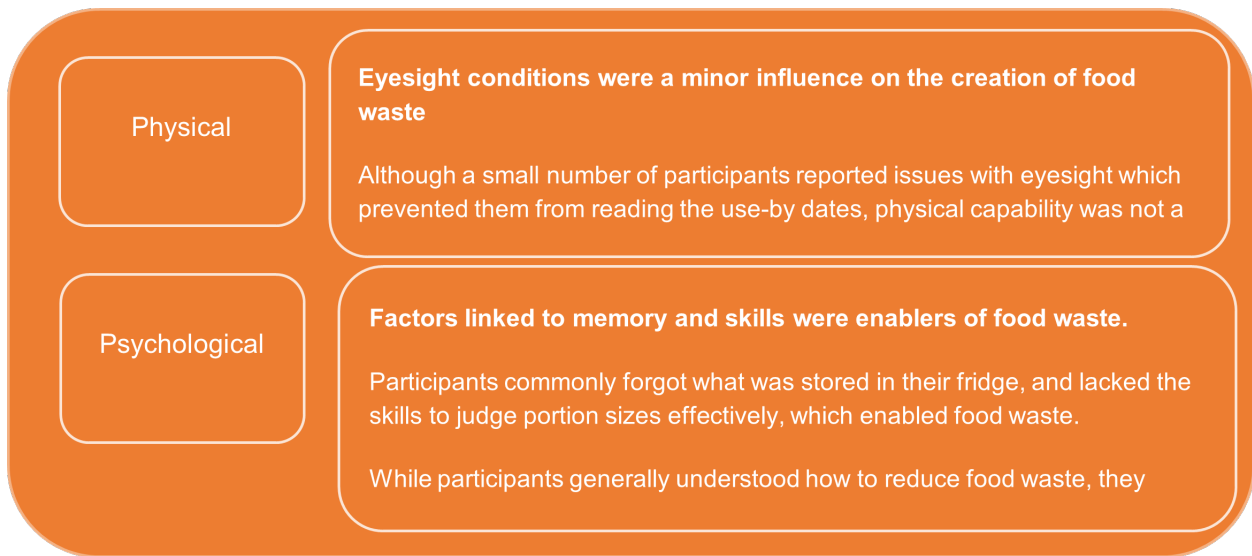 Physical
Eyesight conditions were a minor influence on the creation of food
waste
Although a small number of participants reported issues with eyesight which
prevented them from reading the use-by dates, physical capability was not a
Psychological
Factors linked to memory and skills were enablers of food waste.
Participants commonly forgot what was stored in their fridge, and lacked the
skills to judge portion sizes effectively, which enabled food waste.
While participants generally understood how to reduce food waste, they